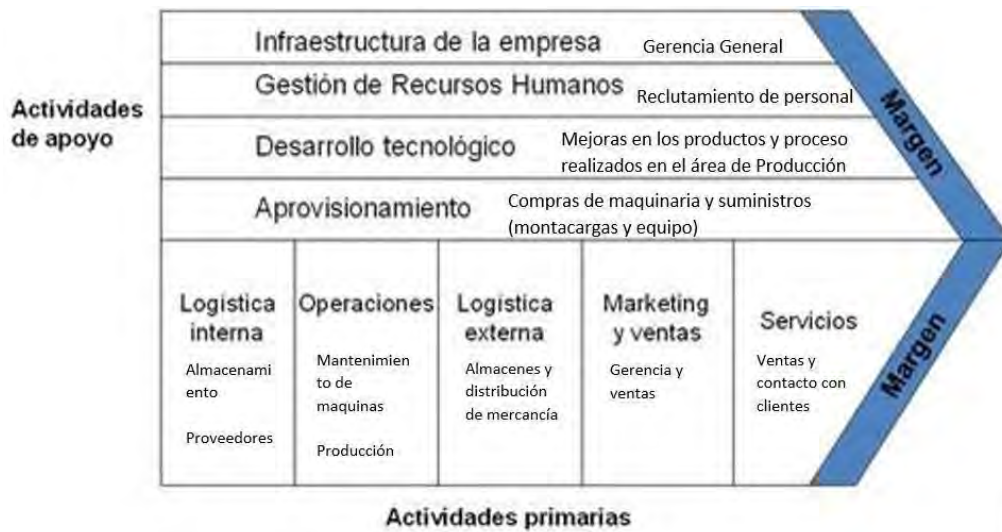 Actividades
de apoyo
Infraestructura de la empresa Gerencia General
Gestión de Recursos Humanos Reclutamiento de personal
Desarrollo tecnológico Mejoras en los productos y proceso
realizados en el área de Producción
Aprovisionamiento Compras de maquinaria y suministros
(montacargas y equipo)
Margen
Logística
interna
Almacenami
ento
Proveedores
Operaciones
Mantenimien
to de
maquinas
Producción
Logística
externa
Almacenes y
distribución
de mercancía
Marketing
y ventas
Gerencia y
ventas
Servicios
Ventas y
contacto con
clientes
Margen
Actividades primarias